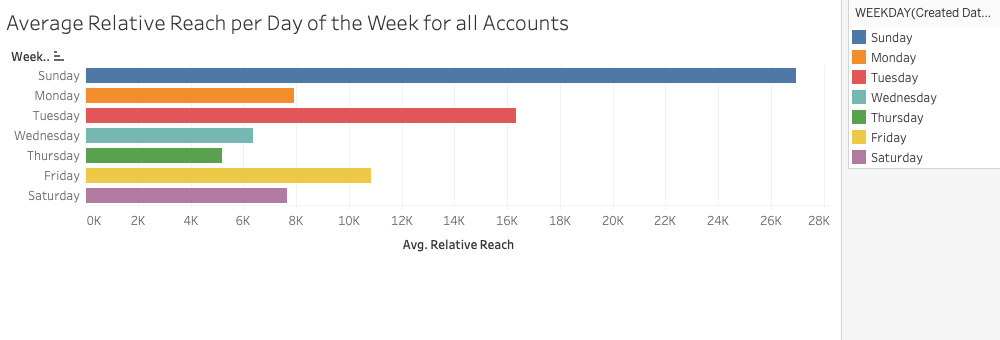 Average Relative Reach per Day of the Week for all Accounts
WEEKDAY(Created Dat...
Week..
Sunday
Monday
Tuesday
Wednesday
Thursday
Friday
Saturday
0K 2K 4K 6K 8K 10K 12K 14K 16K 18K 20K 22K 24K 26K 28K
Avg. Relative Reach
Sunday
Monday
Tuesday
Wednesday
Thursday
Friday
Saturday